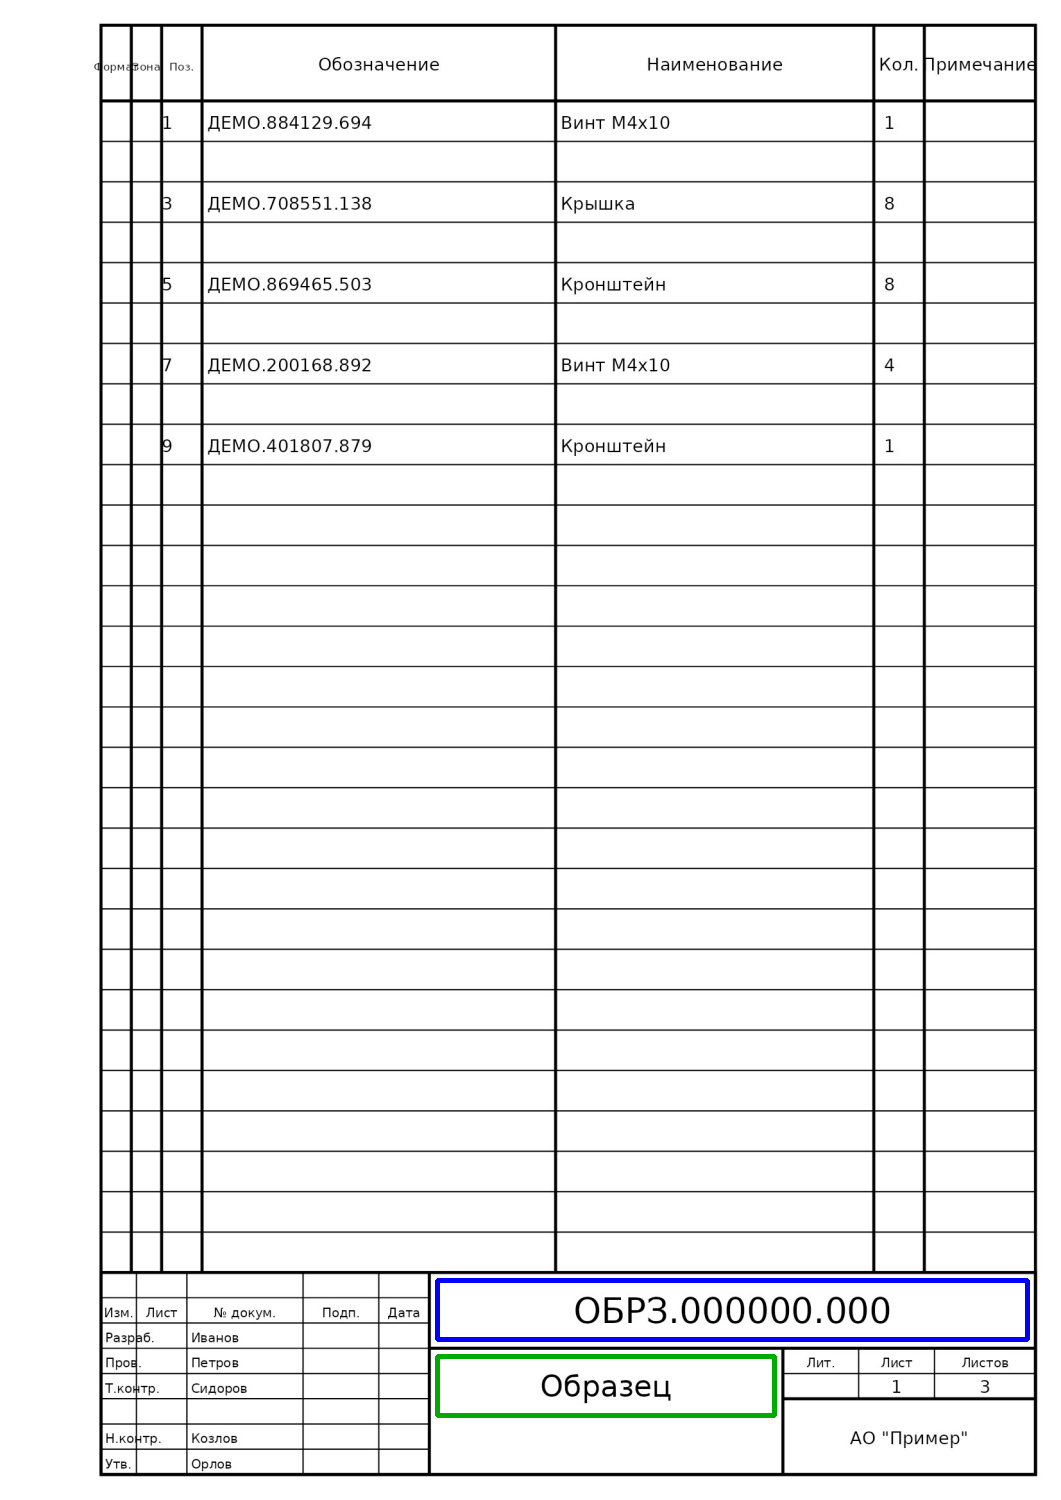 Формат Зона Поз. Обозначение Наименование Кол. Примечание
1 ДЕМО.884129.694 Винт М4х10 1
3 ДЕМО.708551.138 Крышка 8
5 ДЕМО.869465.503 Кронштейн 8
7 ДЕМО.200168.892 Винт М4х10 4
9 ДЕМО.401807.879 Кронштейн 1
ОБРЗ.000000.000
Изм. Лист № докум. Подп. Дата
Разраб. Иванов
Пров. Петров
Т.контр. Сидоров
Н.контр. Козлов
Утв. Орлов
Образец
Лит. Лист Листов
1 3
АО "Пример"